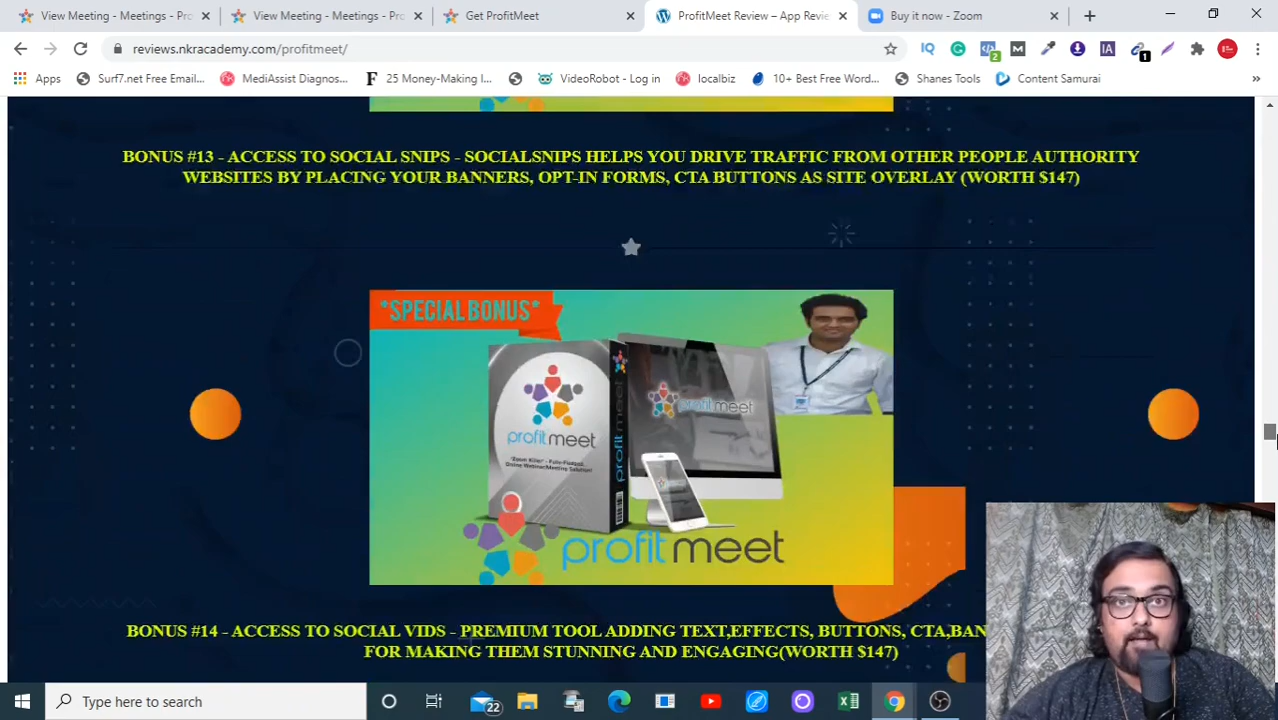 View Meeting - Meetings - Pro
View Meeting - Meetings - Pro
Get ProfitMeet
ProfitMeet Review – App Revie
Buy it now - Zoom
reviews.nkracademy.com/profitmeet/
Apps
Surf7.net Free Email...
MediAssist Diagnos...
25 Money-Making I...
VideoRobot - Log in
localbiz
10+ Best Free Word...
Shanes Tools
Content Samurai
BONUS #13 - ACCESS TO SOCIAL SNIPS - SOCIALSNIPS HELPS YOU DRIVE TRAFFIC FROM OTHER PEOPLE AUTHORITY
WEBSITES BY PLACING YOUR BANNERS, OPT-IN FORMS, CTA BUTTONS AS SITE OVERLAY (WORTH $147)
*SPECIAL BONUS*
profitmeet
profitmeet
profitmeet
profitmeet
BONUS #14 - ACCESS TO SOCIAL VIDS - PREMIUM TOOL ADDING TEXT,EFFECTS, BUTTONS, CTA,BAN
FOR MAKING THEM STUNNING AND ENGAGING(WORTH $147)
Type here to search
22